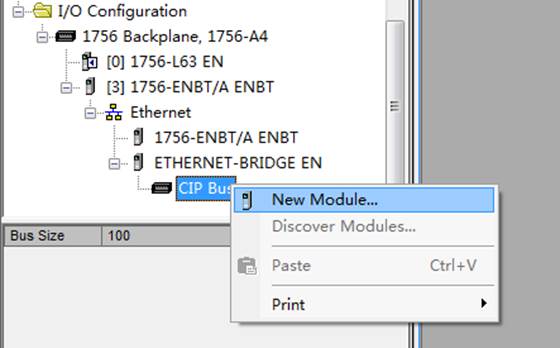 I/O Configuration
1756 Backplane, 1756-A4
[0] 1756-L63 EN
[3] 1756-ENBT/A ENBT
Ethernet
1756-ENBT/A ENBT
ETHERNET-BRIDGE EN
CIP Bus
New Module...
Discover Modules...
Bus Size 100
Paste Ctrl+V
Print